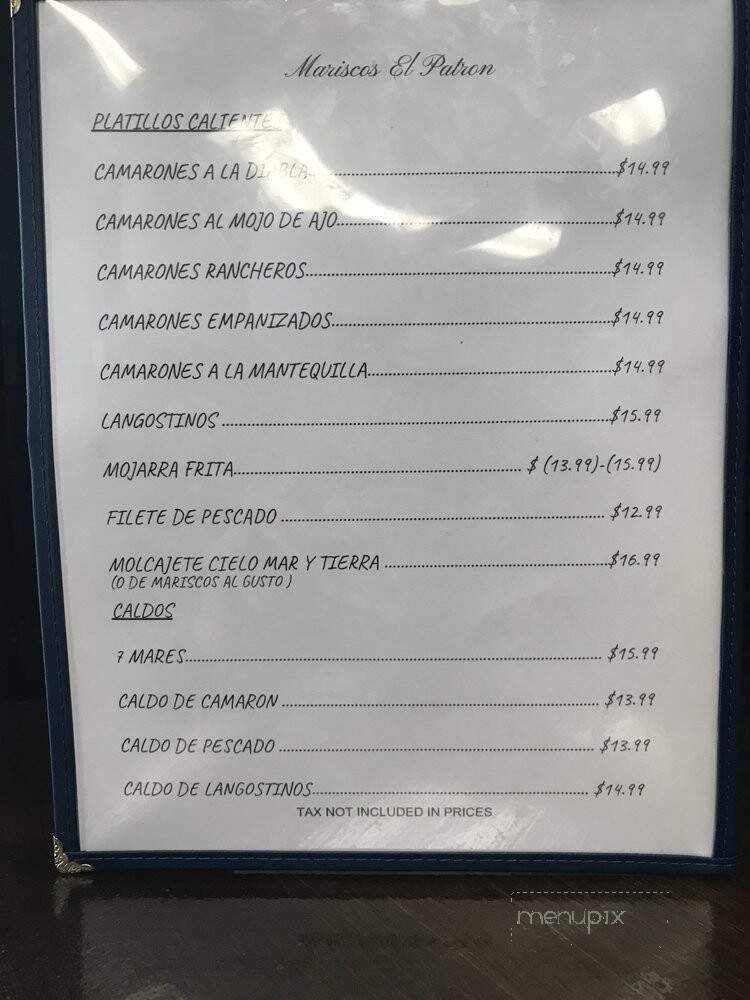 Mariscos El Patron
PLATILLOS CALIENTE
CAMARONES A LA DIABLA.....$14.99
CAMARONES AL MOJO DE AJO.....$14.99
CAMARONES RANCHEROS.....$14.99
CAMARONES EMPANIZADOS.....$14.99
CAMARONES A LA MANTEQUILLA.....$14.99
LANGOSTINOS.....$15.99
MOJARRA FRITA..... $ (13.99)-(15.99)
FILETE DE PESCADO..... $12.99
MOLCAJETE CIELO MAR Y TIERRA.....$16.99
(O DE MARISCOS AL GUSTO )
CALDOS
7 MARES..... $15.99
CALDO DE CAMARON..... $13.99
CALDO DE PESCADO..... $13.99
CALDO DE LANGOSTINOS..... $14.99
TAX NOT INCLUDED IN PRICES
menupix